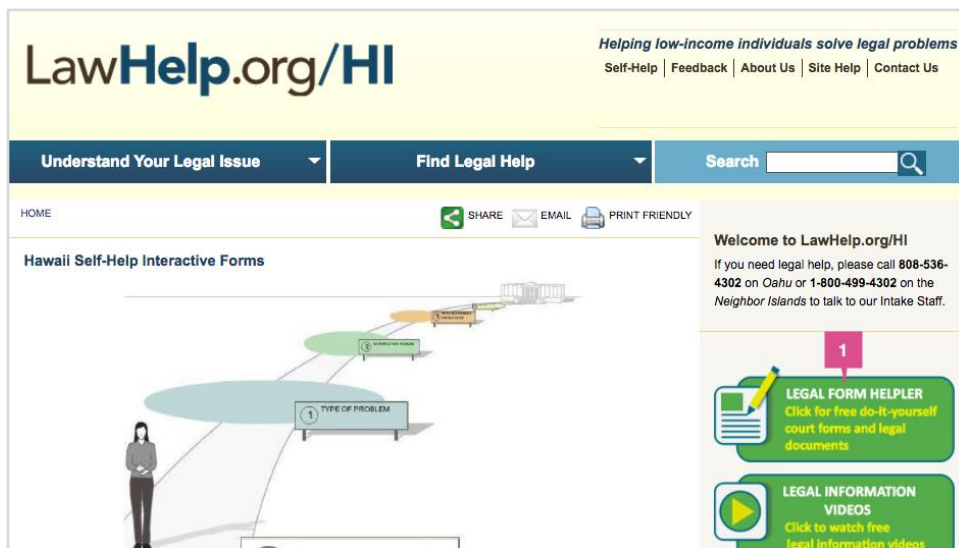 LawHelp.org/HI
Helping low-income individuals solve legal problems
Self-Help | Feedback | About Us | Site Help | Contact Us
Understand Your Legal Issue
Find Legal Help
Search
HOME
SHARE
EMAIL
PRINT FRIENDLY
Hawaii Self-Help Interactive Forms
2
1 TYPE OF PROBLEM
Welcome to LawHelp.org/HI
If you need legal help, please call 808-536-
4302 on Oahu or 1-800-499-4302 on the
Neighbor Islands to talk to our Intake Staff.
1
LEGAL FORM HELPLER
Click for free do-it-yourself
court forms and legal
documents
LEGAL INFORMATION
VIDEOS
Click to watch free
legal information videos